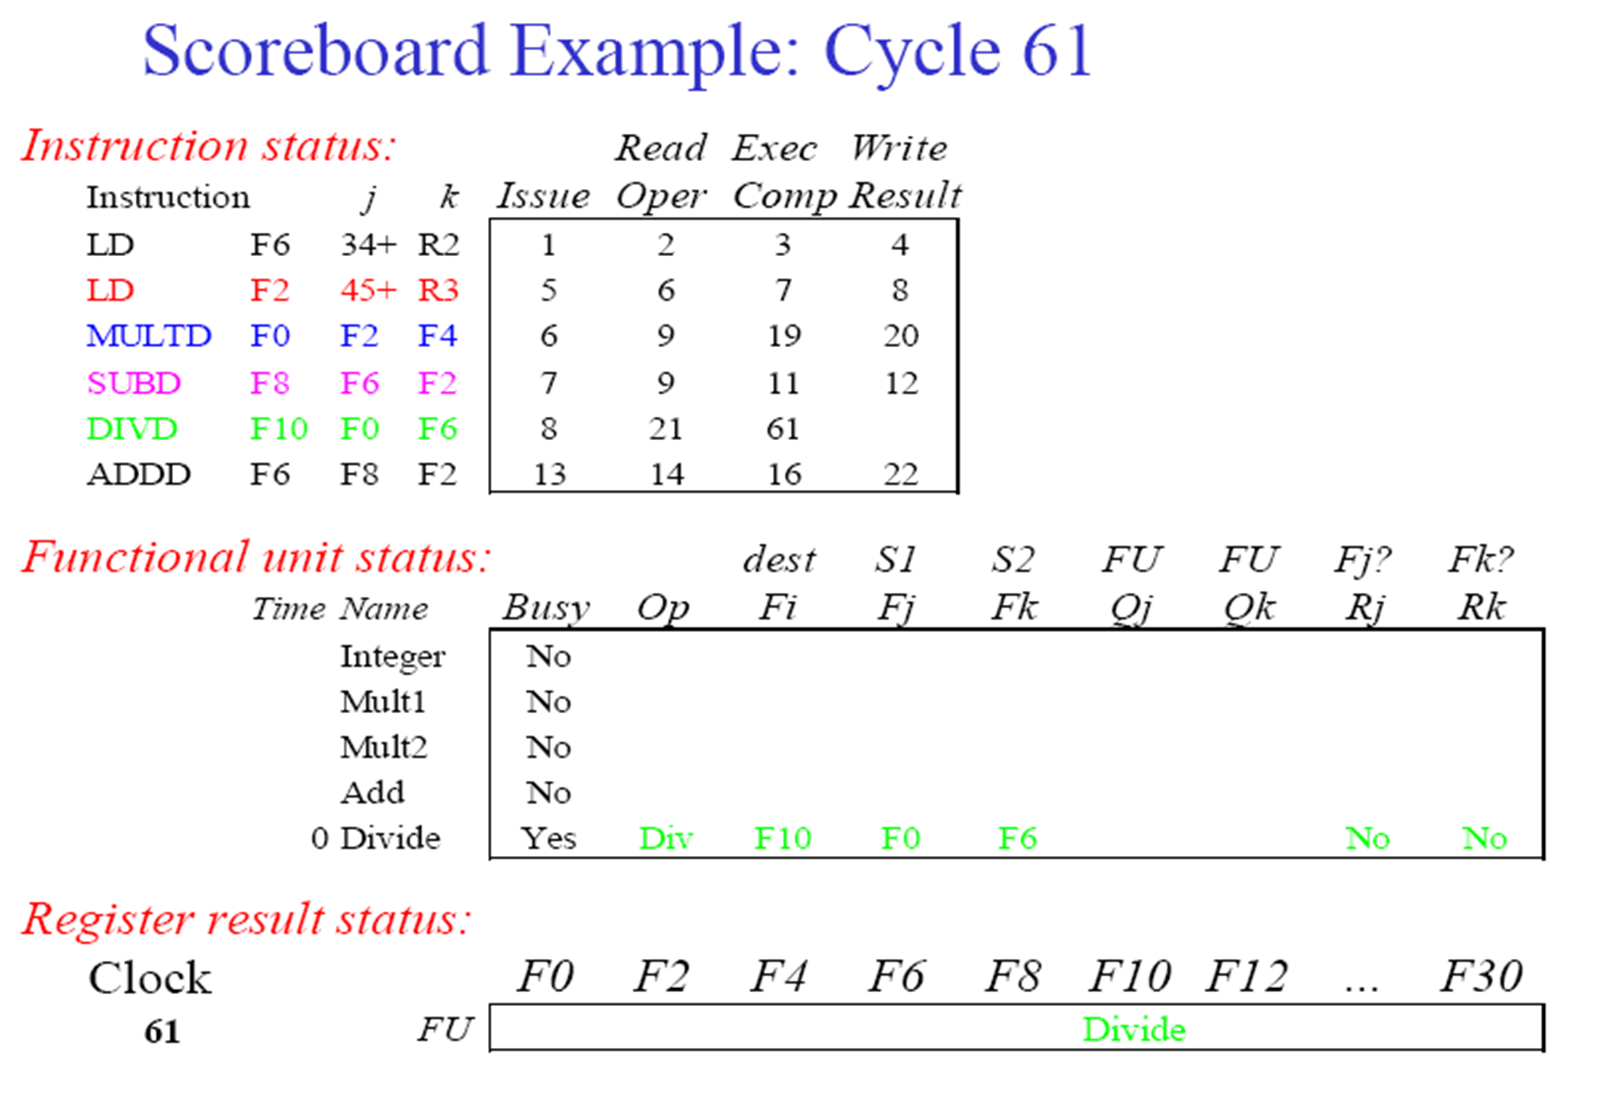 Scoreboard Example: Cycle 61
Instruction status: Read Exec Write
Instruction j k Issue Oper Comp Result
LD F6 34+ R2 1 2 3 4
LD F2 45+ R3 5 6 7 8
MULTD F0 F2 F4 6 9 19 20
SUBD F8 F6 F2 7 9 11 12
DIVD F10 F0 F6 8 21 61
ADDD F6 F8 F2 13 14 16 22
Functional unit status: dest S1 S2 FU FU Fj? Fk?
Time Name Busy Op Fi Fj Fk Qj Qk Rj Rk
Integer No
Mult1 No
Mult2 No
Add No
0 Divide Yes Div F10 F0 F6 No No
Register result status:
Clock F0 F2 F4 F6 F8 F10 F12 ... F30
61 FU Divide